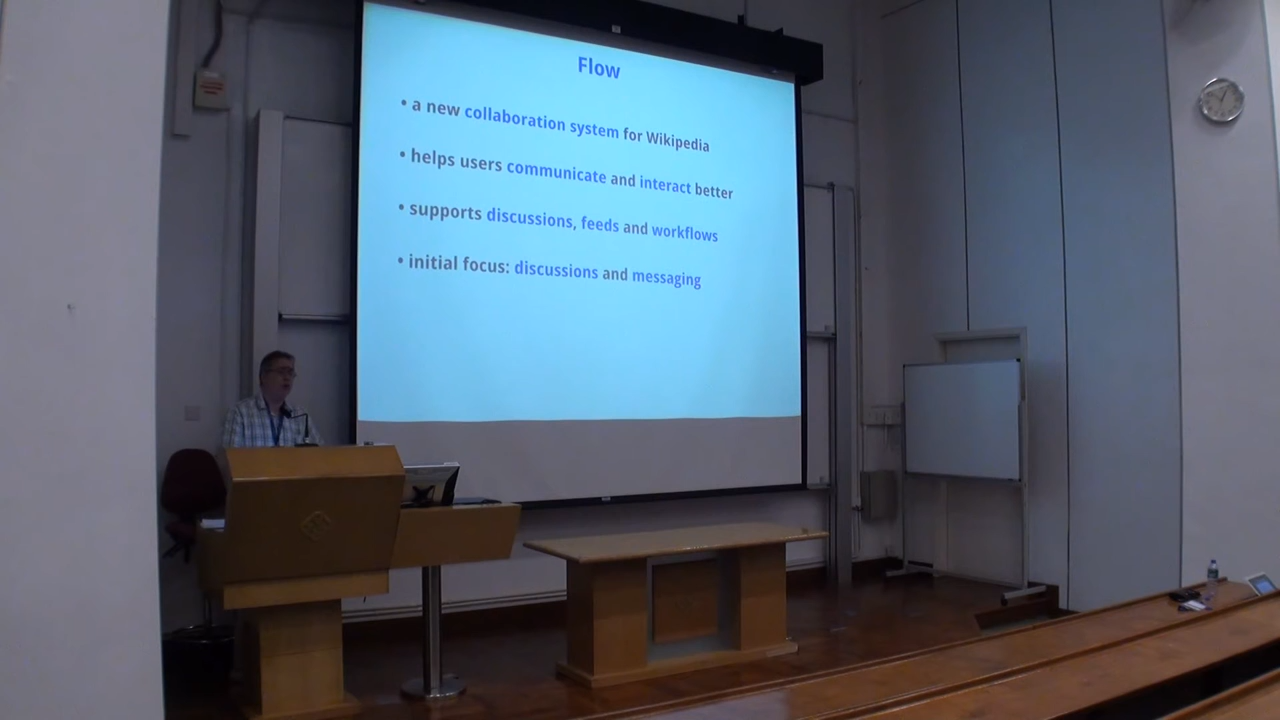 Flow
• a new collaboration system for Wikipedia
• helps users communicate and interact better
• supports discussions, feeds and workflows
• initial focus: discussions and messaging